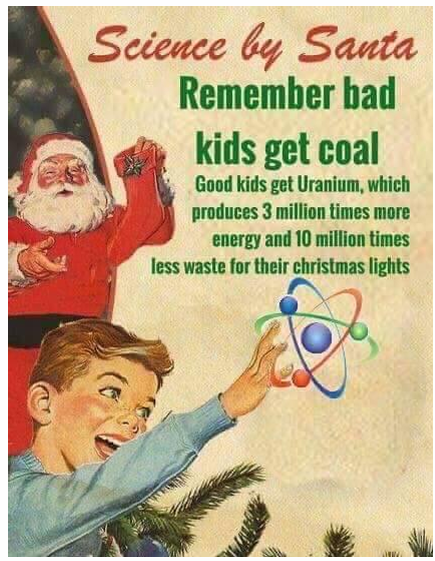 Science by Santa
Remember bad
kids get coal
Good kids get Uranium, which
produces 3 million times more
energy and 10 million times
less waste for their christmas lights